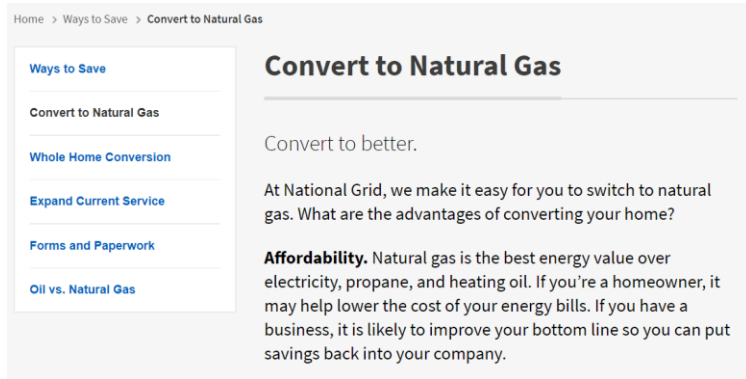 Home > Ways to Save > Convert to Natural Gas
Ways to Save
Convert to Natural Gas
Whole Home Conversion
Expand Current Service
Forms and Paperwork
Oil vs. Natural Gas
Convert to Natural Gas
Convert to better.
At National Grid, we make it easy for you to switch to natural
gas. What are the advantages of converting your home?
Affordability. Natural gas is the best energy value over
electricity, propane, and heating oil. If you’re a homeowner, it
may help lower the cost of your energy bills. If you have a
business, it is likely to improve your bottom line so you can put
savings back into your company.